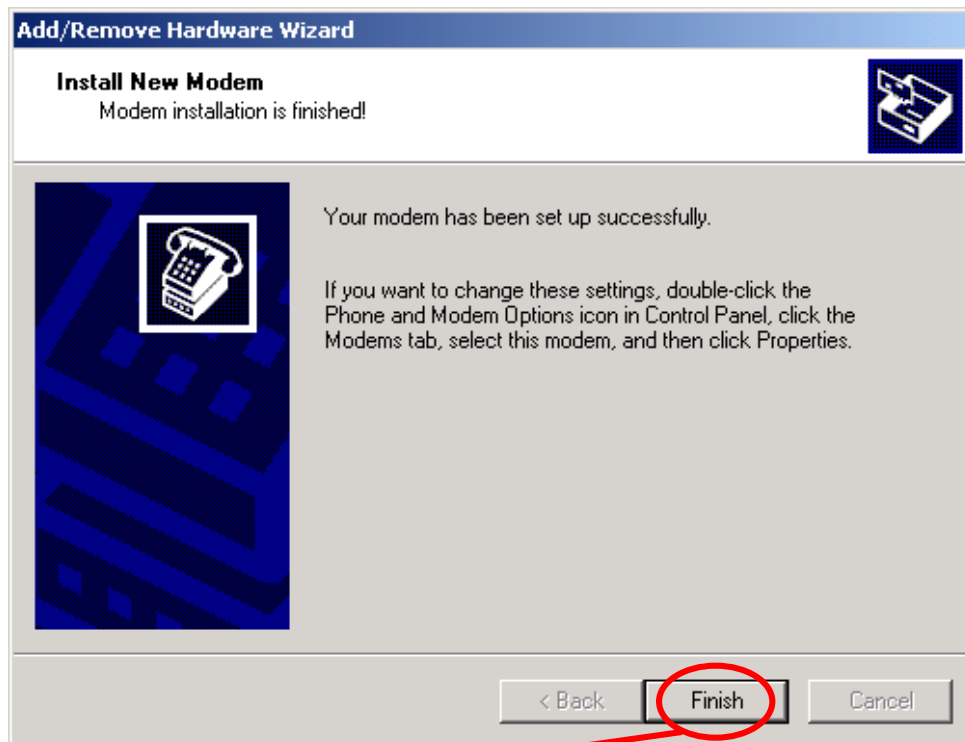 Add/Remove Hardware Wizard
Install New Modem
Modem installation is finished!
Your modem has been set up successfully.
If you want to change these settings, double-click the
Phone and Modem Options icon in Control Panel, click the
Modems tab, select this modem, and then click Properties.
< Back Finish Cancel